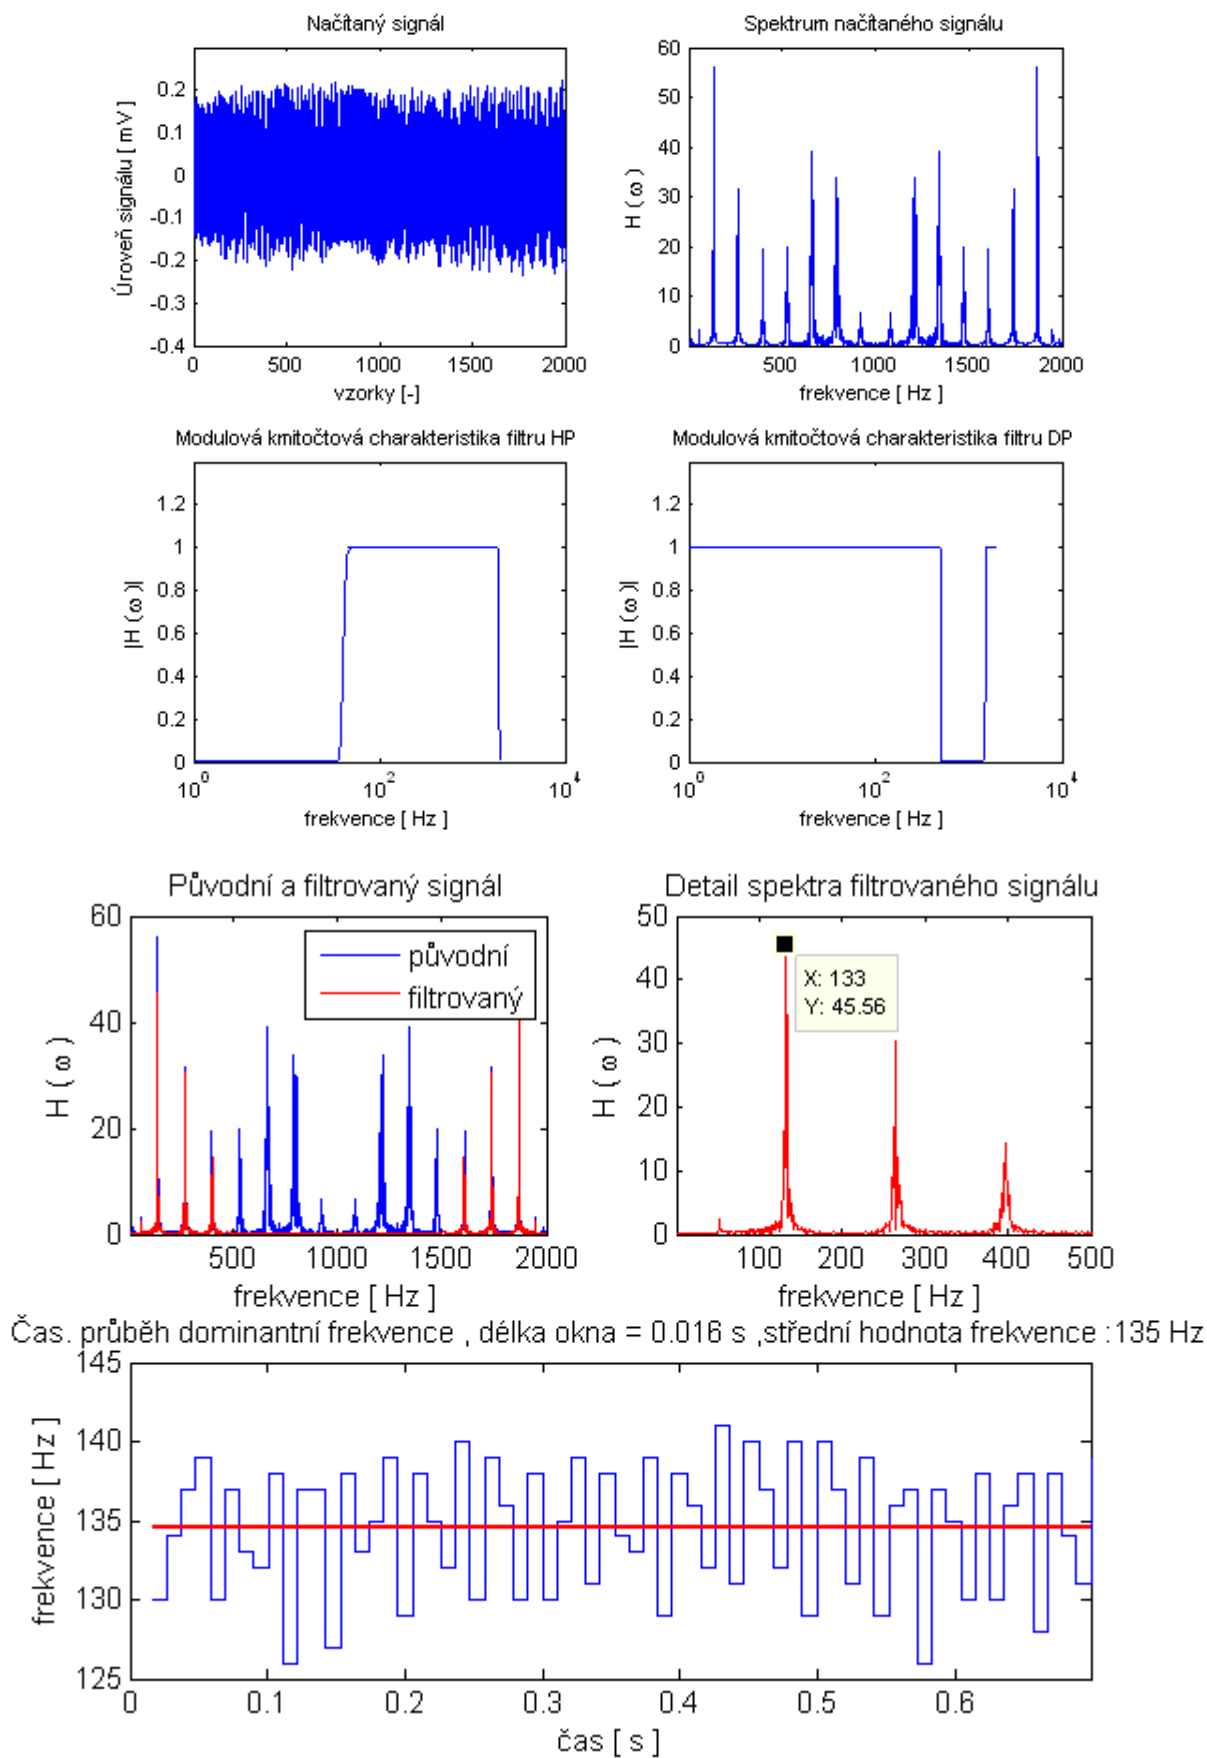 Načítaný signál
Úroveň signálu [ mV ]
0.2
0.1
0
-0.1
-0.2
-0.3
-0.4
0 500 1000 1500 2000
vzorky [-]
Spektrum načítaného signálu
H ( ω )
60
50
40
30
20
10
0
500 1000 1500 2000
frekvence [ Hz ]
Modulová kmitočtová charakteristika filtru HP
|H ( ω )|
1.2
1
0.8
0.6
0.4
0.2
0
10^0 10^2 10^4
frekvence [ Hz ]
Modulová kmitočtová charakteristika filtru DP
|H ( ω )|
1.2
1
0.8
0.6
0.4
0.2
0
10^0 10^2 10^4
frekvence [ Hz ]
Původní a filtrovaný signál
H ( ω )
60
40
20
0
původní
filtrovaný
500 1000 1500 2000
frekvence [ Hz ]
Detail spektra filtrovaného signálu
H ( ω )
50
40
30
20
10
0
X: 133
Y: 45.56
100 200 300 400 500
frekvence [ Hz ]
Čas. průběh dominantní frekvence , délka okna = 0.016 s ,střední hodnota frekvence :135 Hz
frekvence [ Hz ]
145
140
135
130
125
0 0.1 0.2 0.3 0.4 0.5 0.6
čas [ s ]